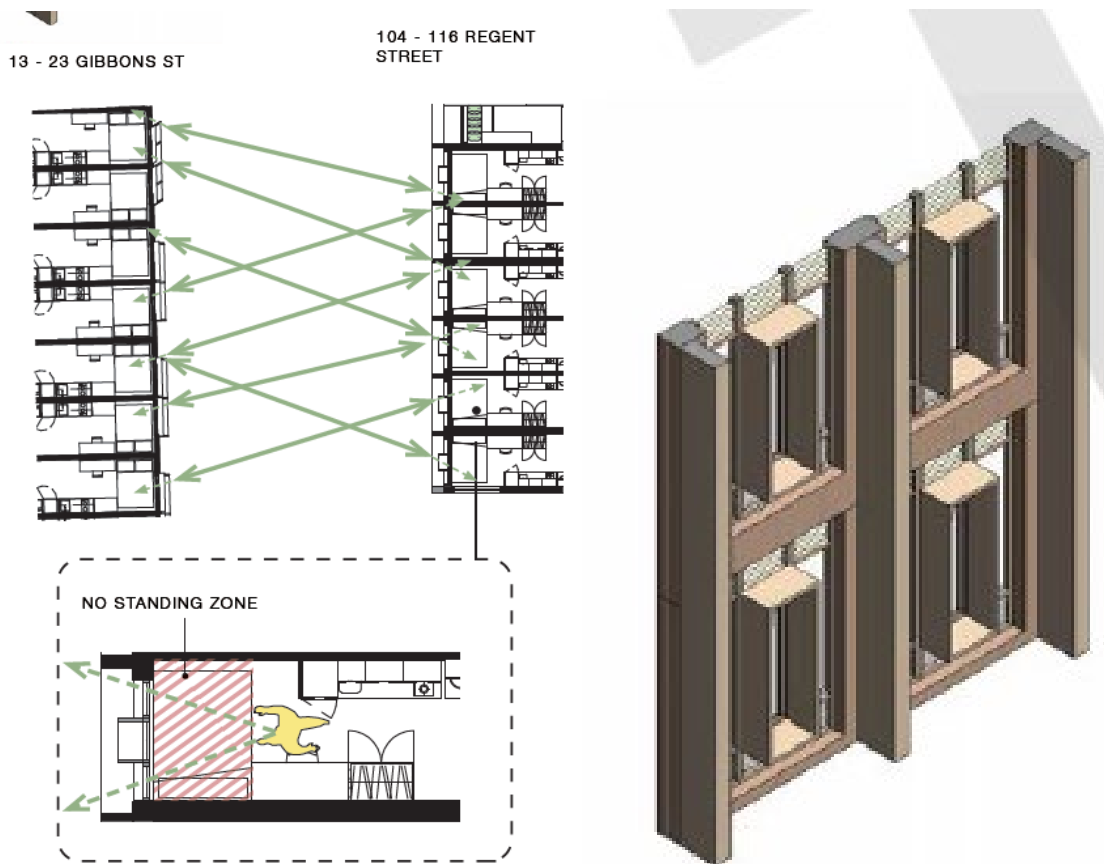 13 - 23 GIBBONS ST
104 - 116 REGENT
STREET
NO STANDING ZONE